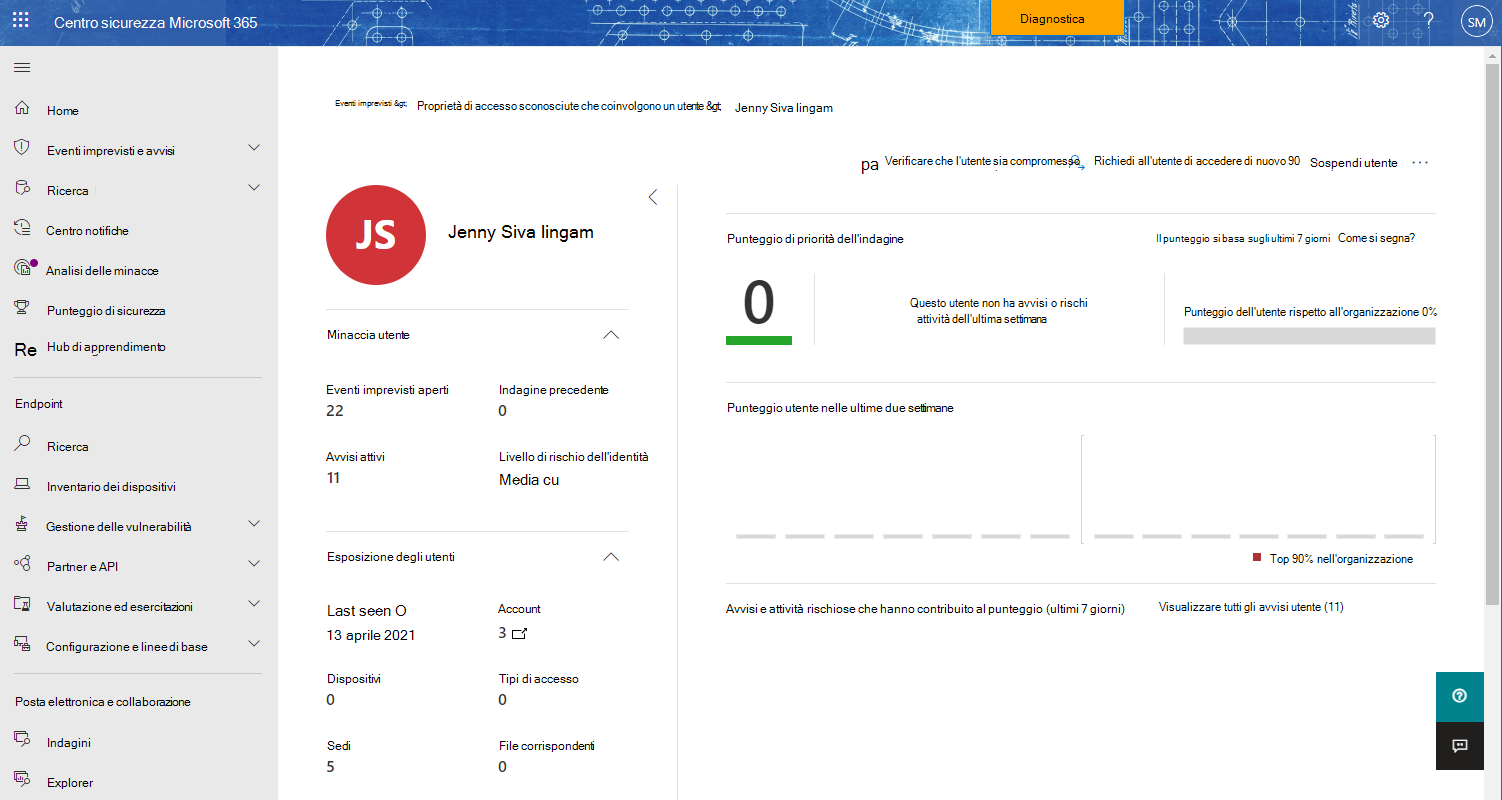 Centro sicurezza Microsoft 365
Diagnostica
?
SM
Home
Eventi imprevisti e avvisi
Ricerca
Centro notifiche
Analisi delle minacce
Punteggio di sicurezza
Re Hub di apprendimento
Endpoint
Ricerca
Inventario dei dispositivi
Gestione delle vulnerabilità
Partner e API
Valutazione ed esercitazioni
Configurazione e linee di base
Posta elettronica e collaborazione
Indagini
Explorer
Eventi imprevisti &gt; Proprietà di accesso sconosciute che coinvolgono un utente &gt; Jenny Siva lingam
pa Verificare che l'utente sia compromesso Richiedi all'utente di accedere di nuovo 90 Sospendi utente ...
JS
Jenny Siva lingam
Minaccia utente
Eventi imprevisti aperti Indagine precedente
22 0
Avvisi attivi Livello di rischio dell'identità
11 Media cu
Esposizione degli utenti
Last seen O Account
13 aprile 2021 3
Dispositivi Tipi di accesso
0 0
Sedi File corrispondenti
5 0
Punteggio di priorità dell'indagine Il punteggio si basa sugli ultimi 7 giorni Come si segna?
0
Questo utente non ha avvisi o rischi
attività dell'ultima settimana
Punteggio dell'utente rispetto all'organizzazione 0%
Punteggio utente nelle ultime due settimane
Top 90% nell'organizzazione
Avvisi e attività rischiose che hanno contribuito al punteggio (ultimi 7 giorni) Visualizzare tutti gli avvisi utente (11)